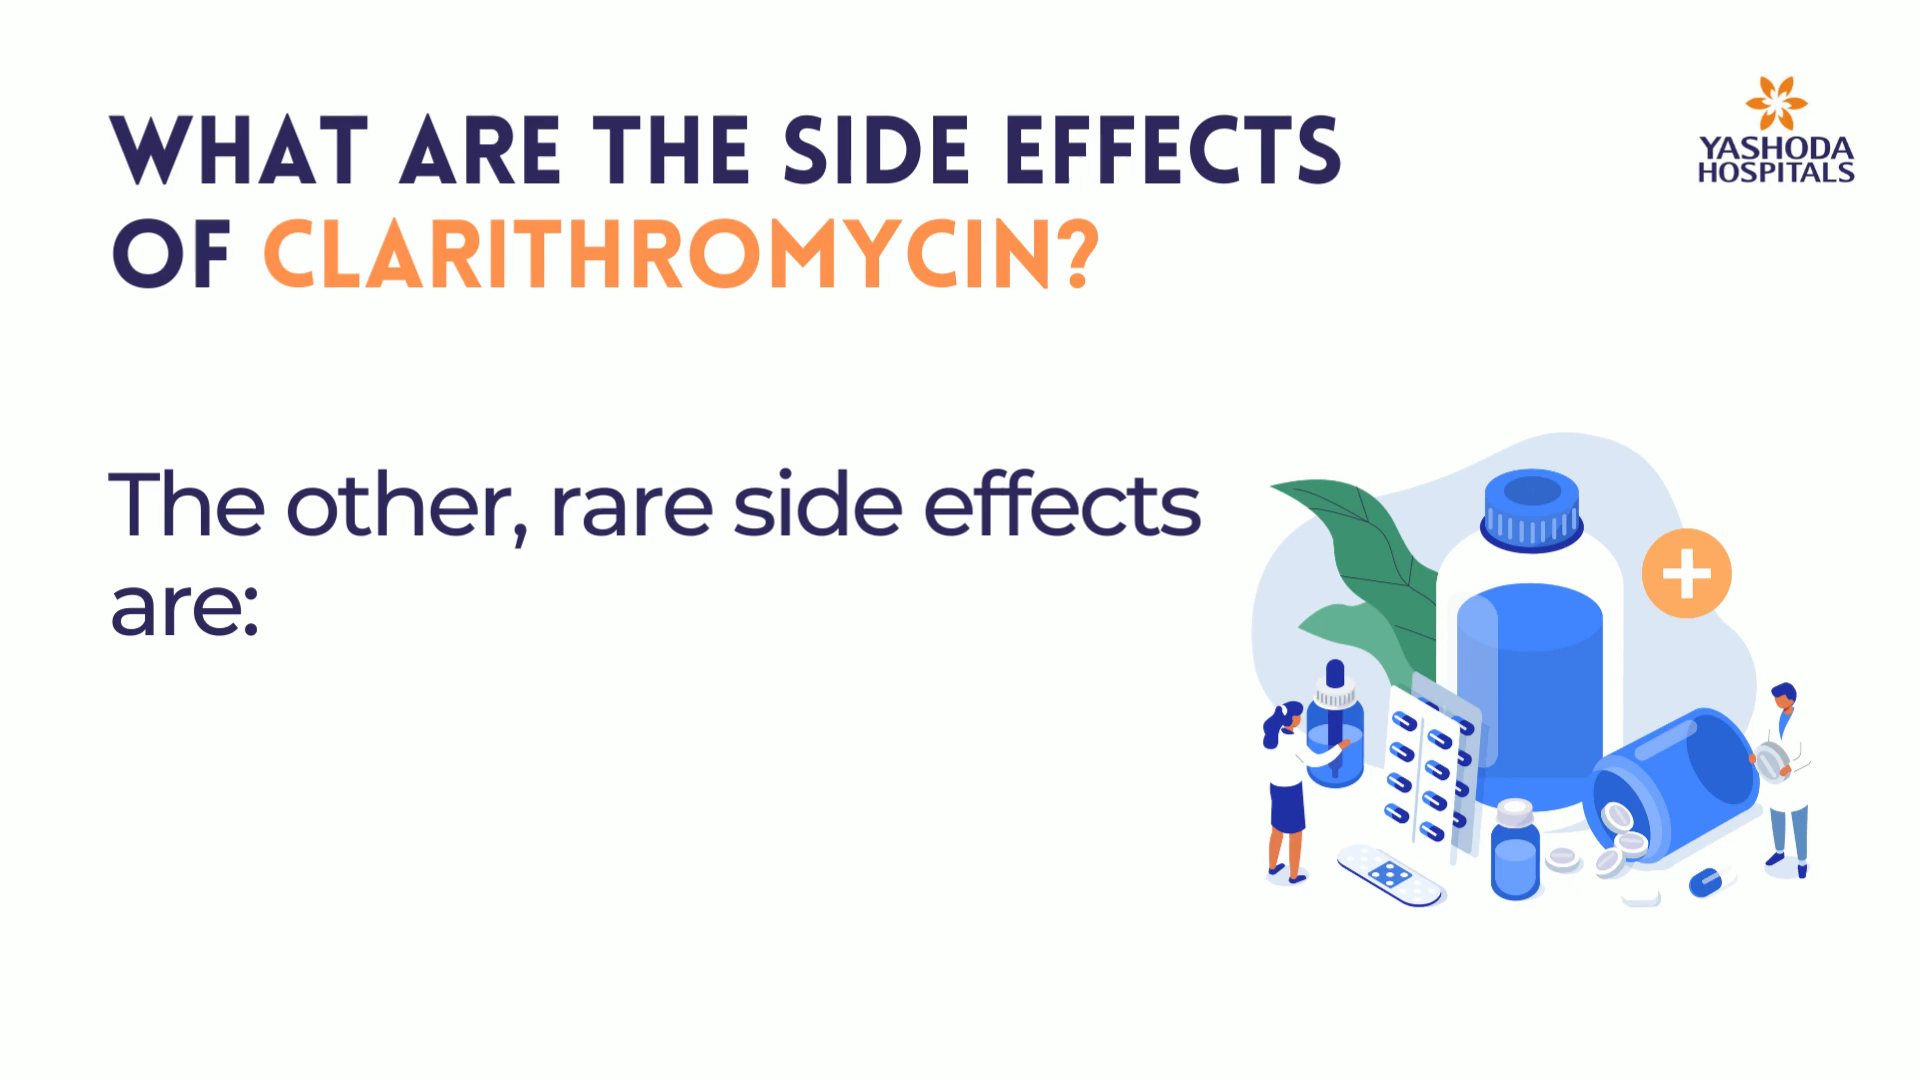 WHAT ARE THE SIDE EFFECTS
OF CLARITHROMYCIN?
YASHODA
HOSPITALS
The other, rare side effects
are: